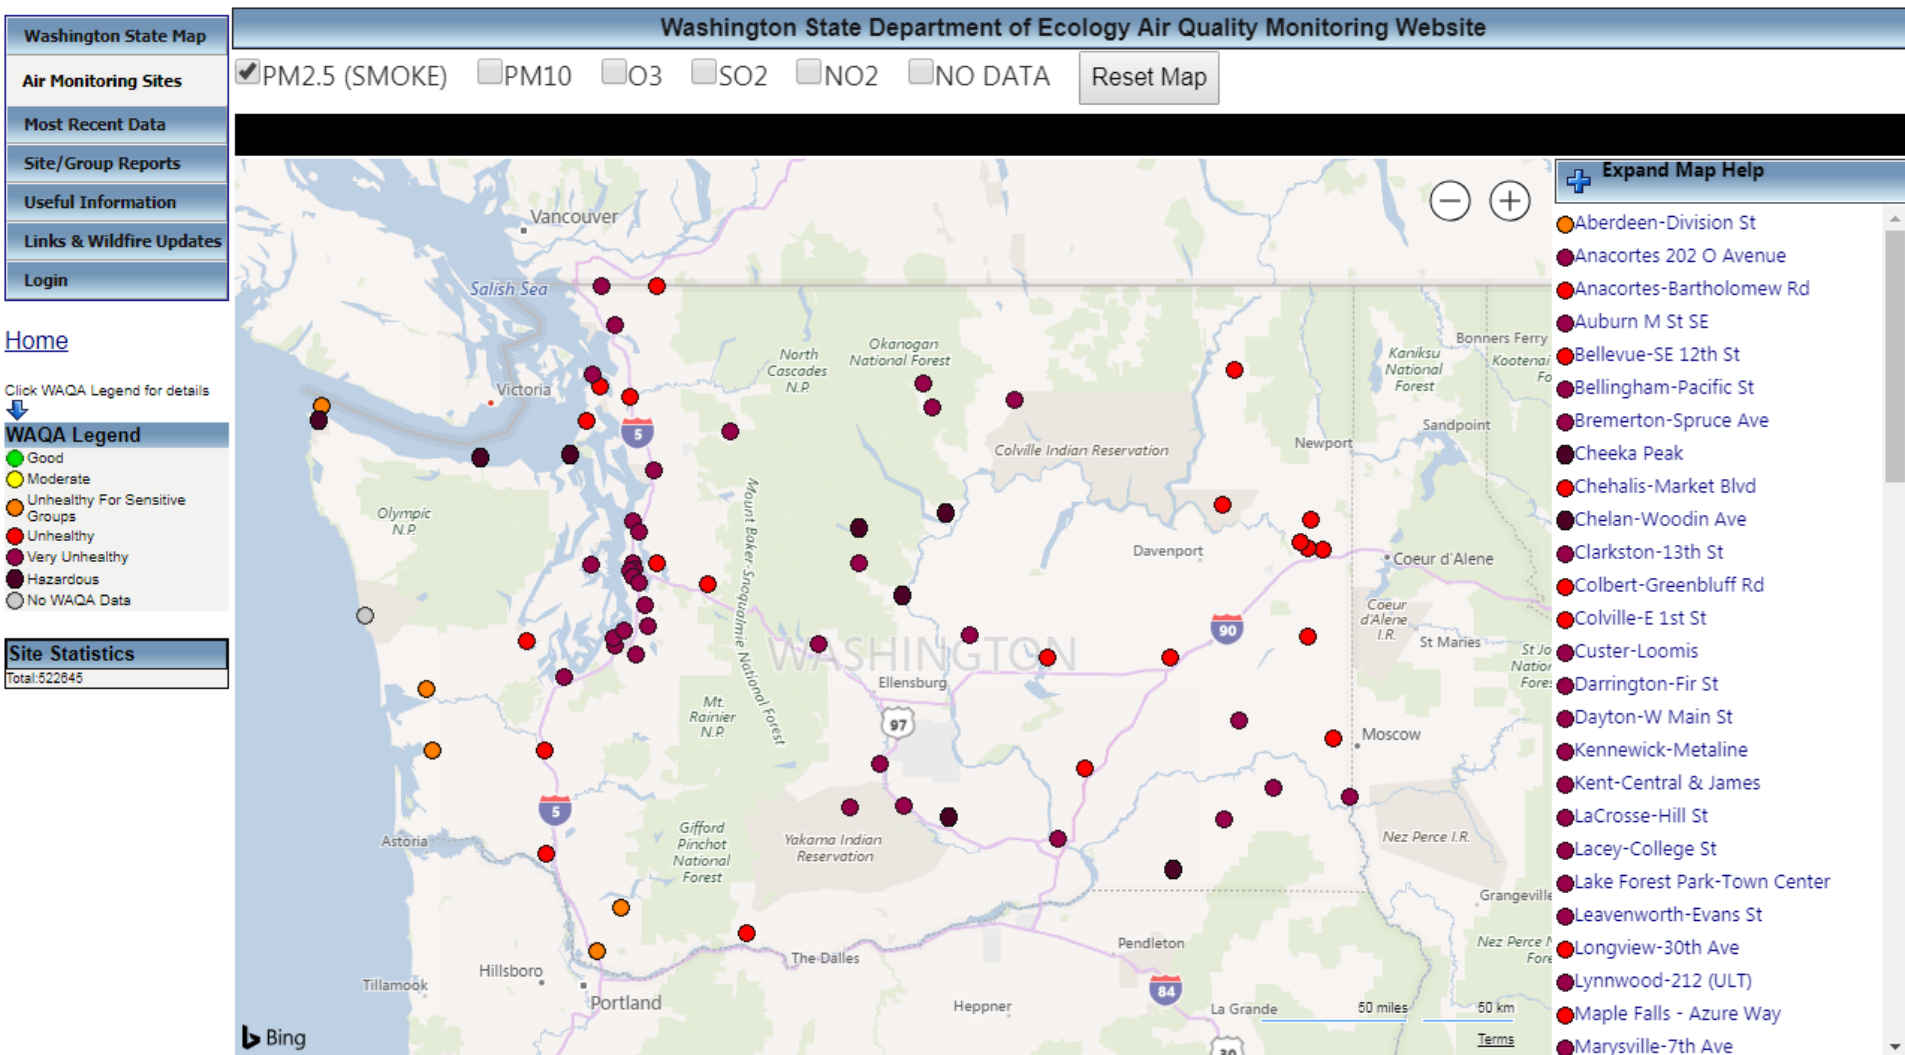 Washington State Department of Ecology Air Quality Monitoring Website
Washington State Map
Air Monitoring Sites
Most Recent Data
Site/Group Reports
Useful Information
Links & Wildfire Updates
Login
Home
Click WAQA Legend for details
WAQA Legend
Good
Moderate
Unhealthy For Sensitive
Groups
Unhealthy
Very Unhealthy
Hazardous
No WAQA Data
Site Statistics
Total:522645
PM2.5 (SMOKE) PM10 O3 SO2 NO2 NO DATA Reset Map
Vancouver
Salish Sea
Victoria
North
Cascades
N.P.
Okanogan
National Forest
Kaniksu
National
Forest
Bonners Ferry
Kootenai
Fo
Sandpoint
Newport
5
Colville Indian Reservation
Olympic
N.P.
Mount Baker-Snoqualmie National Forest
Davenport
Coeur d'Alene
Coeur
d'Alene
I.R.
90
St Maries
St Jo
Nation
Fores
WASHINGTON
Ellensburg
Mt.
Rainier
N.P.
97
Moscow
5
Astoria
Gifford
Pinchot
National
Forest
Yakama Indian
Reservation
Nez Perce I.R.
Grangeville
Nez Perce N
Fore
Pendleton
The Dalles
Hillsboro
Tillamook
Portland
84
Heppner
La Grande
50 miles
50 km
30
Terms
Bing
Expand Map Help
Aberdeen-Division St
Anacortes 202 O Avenue
Anacortes-Bartholomew Rd
Auburn M St SE
Bellevue-SE 12th St
Bellingham-Pacific St
Bremerton-Spruce Ave
Cheeka Peak
Chehalis-Market Blvd
Chelan-Woodin Ave
Clarkston-13th St
Colbert-Greenbluff Rd
Colville-E 1st St
Custer-Loomis
Darrington-Fir St
Dayton-W Main St
Kennewick-Metaline
Kent-Central & James
LaCrosse-Hill St
Lacey-College St
Lake Forest Park-Town Center
Leavenworth-Evans St
Longview-30th Ave
Lynnwood-212 (ULT)
Maple Falls - Azure Way
Marysville-7th Ave